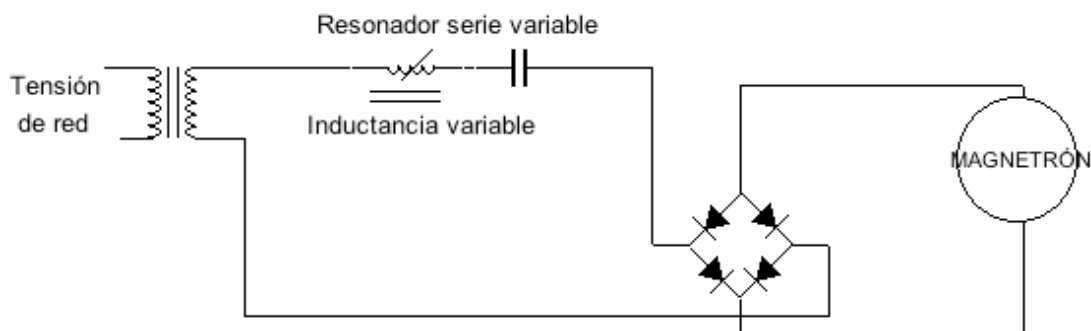 Resonador serie variable
Tensión
de red
Inductancia variable
MAGNETRÓN